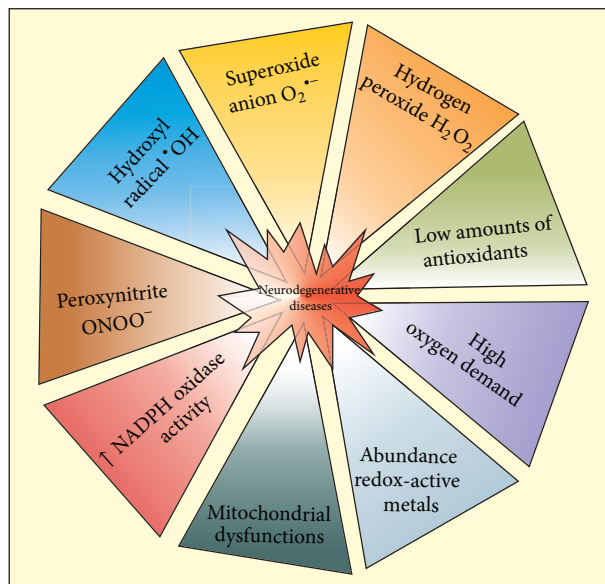 Superoxide
anion O₂•⁻
Hydrogen
peroxide H₂O₂
Low amounts of
antioxidants
High
oxygen demand
Abundance
redox-active
metals
Mitochondrial
dysfunctions
↑ NADPH oxidase
activity
Peroxynitrite
ONOO⁻
Hydroxyl
radical •OH
Neurodegenerative
diseases